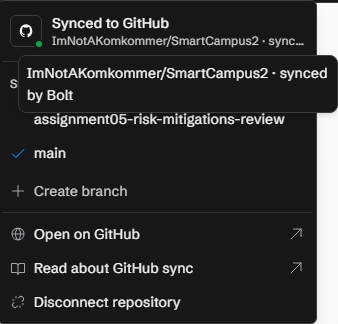 Synced to GitHub
ImNotAKomkommer/SmartCampus2 · sync...
ImNotAKomkommer/SmartCampus2 · synced
by Bolt
assignment05-risk-mitigations-review
main
Create branch
Open on GitHub
Read about GitHub sync
Disconnect repository